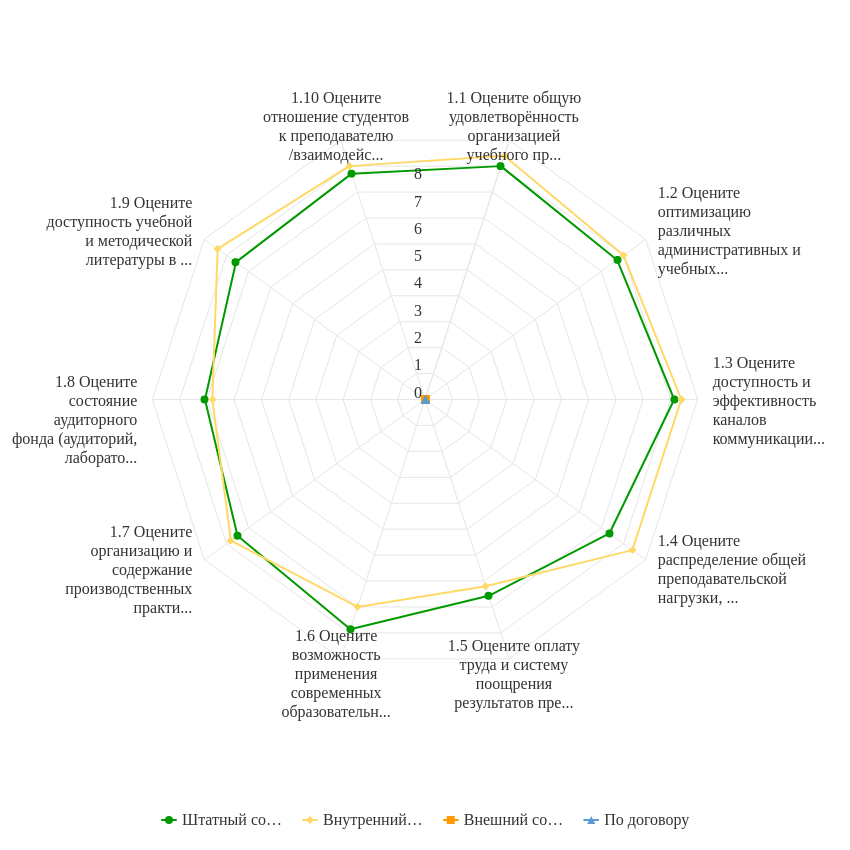 1.10 Оцените
отношение студентов
к преподавателю
/взаимодейс...
1.1 Оцените общую
удовлетворённость
организацией
учебного пр...
1.2 Оцените
оптимизацию
различных
административных и
учебных...
1.3 Оцените
доступность и
эффективность
каналов
коммуникации...
1.4 Оцените
распределение общей
преподавательской
нагрузки, ...
1.5 Оцените оплату
труда и систему
поощрения
результатов пре...
1.6 Оцените
возможность
применения
современных
образовательн...
1.7 Оцените
организацию и
содержание
производственных
практи...
1.8 Оцените
состояние
аудиторного
фонда (аудиторий,
лаборато...
1.9 Оцените
доступность учебной
и методической
литературы в ...
8
7
6
5
4
3
2
1
0
Штатный со…
Внутренний…
Внешний со…
По договору